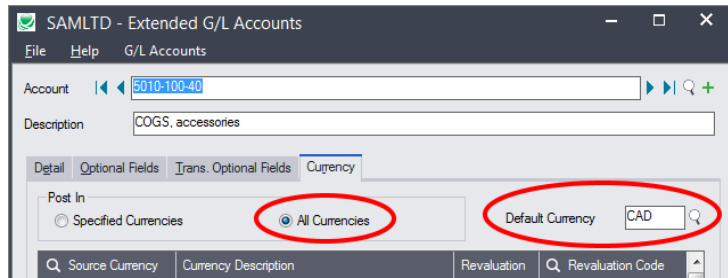 SAMLTD - Extended G/L Accounts
File Help G/L Accounts
Account 5010-100-40
Description COGS, accessories
Detail Optional Fields Trans. Optional Fields Currency
Post In
Specified Currencies All Currencies Default Currency CAD
Source Currency Currency Description Revaluation Revaluation Code